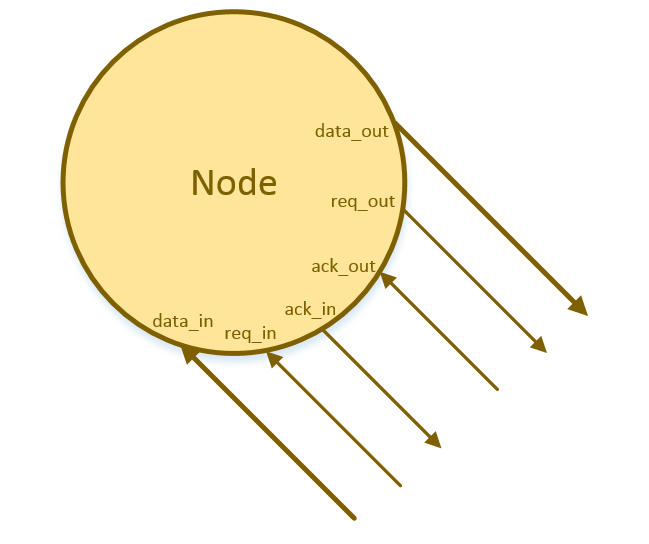 data_out
Node
req_out
ack_out
ack_in
data_in
req_in